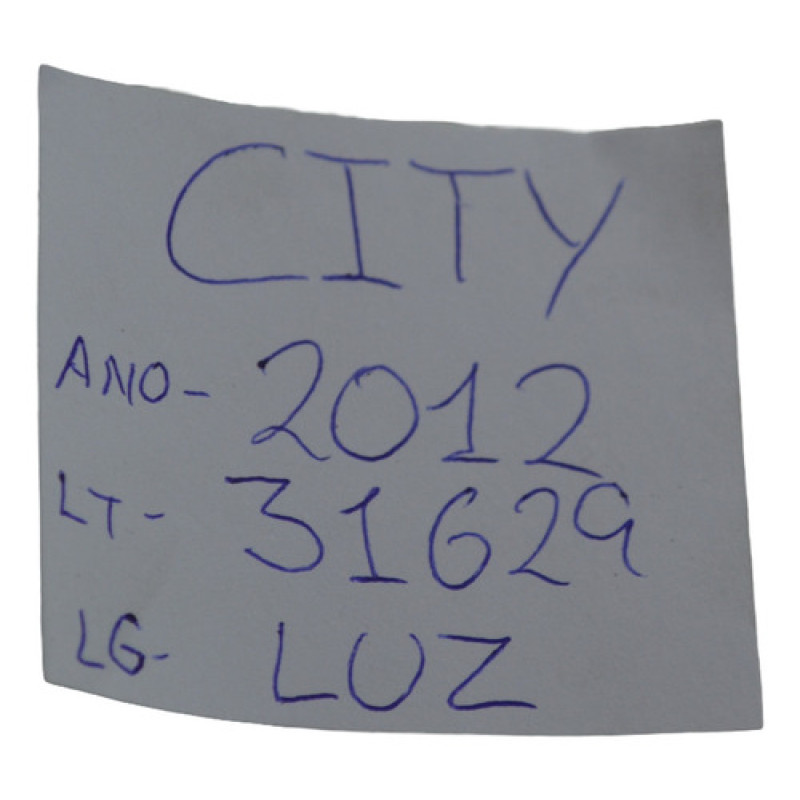 CITY
ANO- 2012
LT- 31629
LG- LUZ